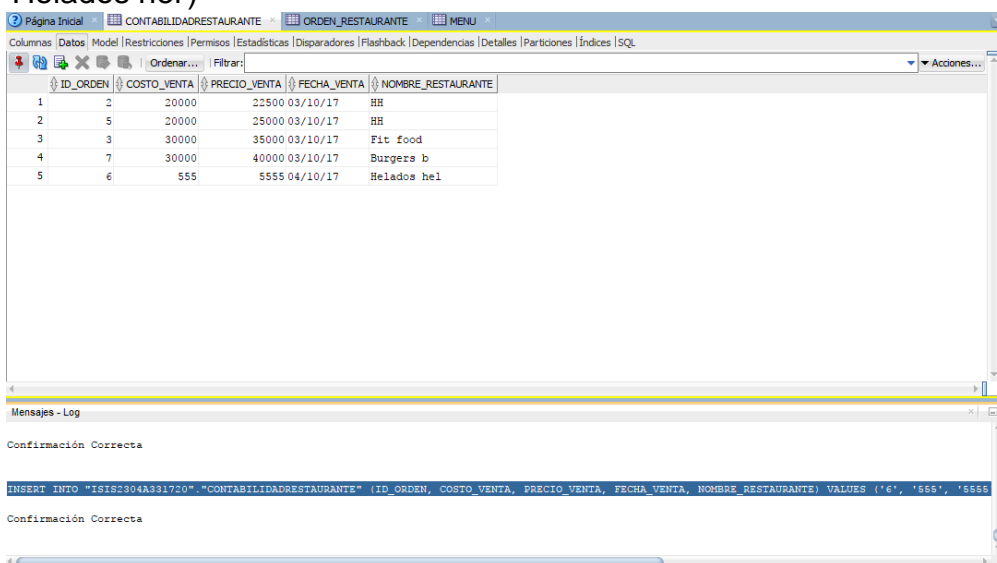 Helados hel)
Página Inicial CONTABILIDADRESTAURANTE ORDEN_RESTAURANTE MENU
Columnas Datos Model Restricciones Permisos Estadísticas Disparadores Flashback Dependencias Detalles Particiones Índices SQL
Ordenar... Filtrar: Acciones...
ID_ORDEN COSTO_VENTA PRECIO_VENTA FECHA_VENTA NOMBRE_RESTAURANTE
1 2 20000 22500 03/10/17 HH
2 5 20000 25000 03/10/17 HH
3 3 30000 35000 03/10/17 Fit food
4 7 30000 40000 03/10/17 Burgers b
5 6 555 5555 04/10/17 Helados hel
Mensajes - Log
Confirmación Correcta
INSERT INTO "ISIS2304A331720"."CONTABILIDADRESTAURANTE" (ID_ORDEN, COSTO_VENTA, PRECIO_VENTA, FECHA_VENTA, NOMBRE_RESTAURANTE) VALUES ('6', '555', '5555
Confirmación Correcta